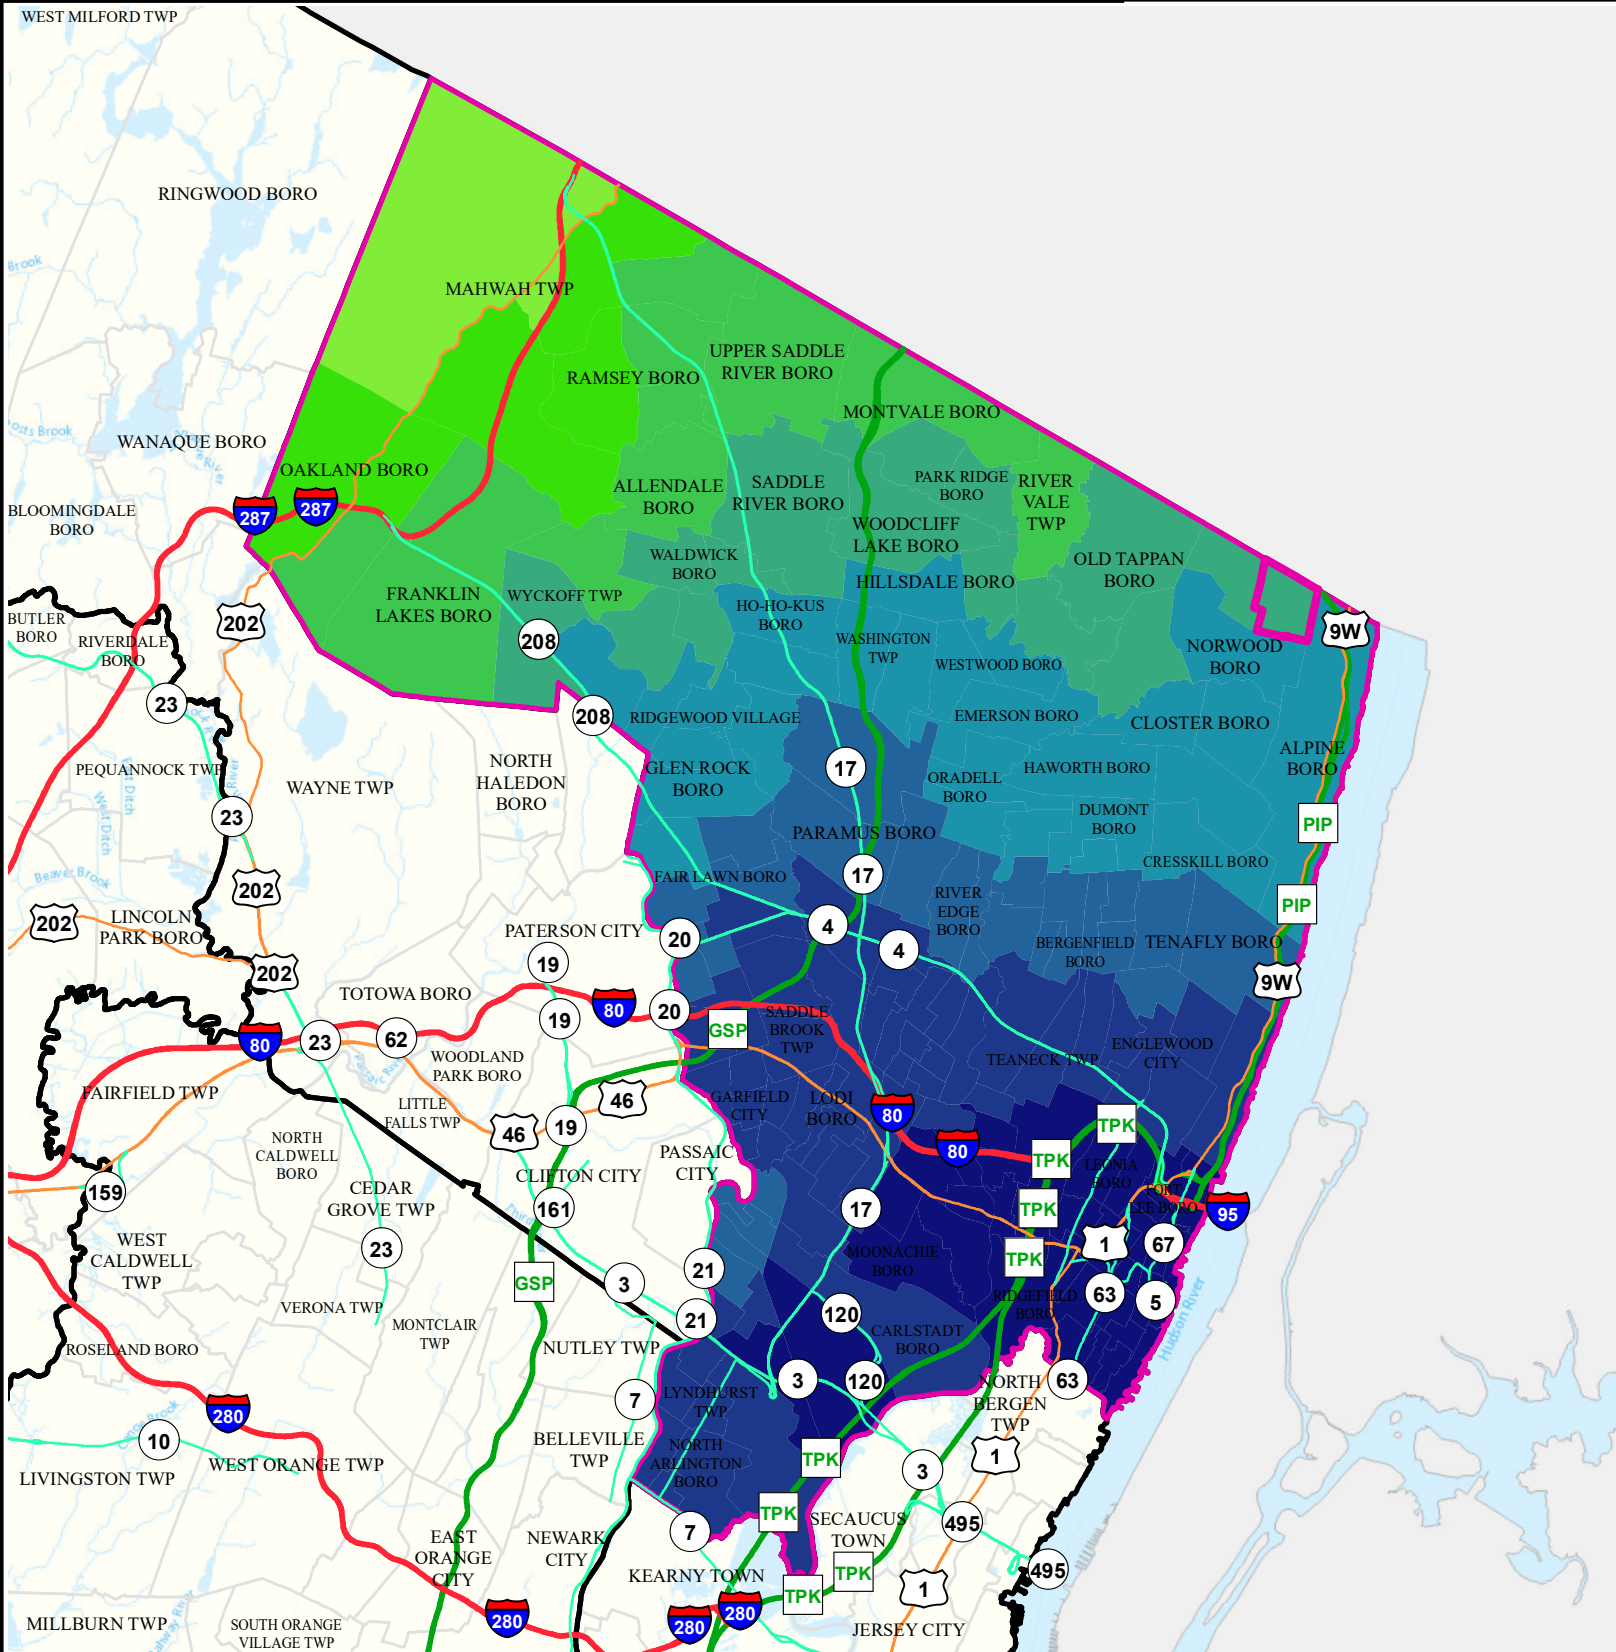 WEST MILFORD TWP
RINGWOOD BORO
MAHWAH TWP
UPPER SADDLE
RIVER BORO
RAMSEY BORO
MONTVALE BORO
Brook
WANAQUE BORO
OAKLAND BORO
ALLENDALE
BORO
SADDLE
RIVER BORO
PARK RIDGE
BORO
RIVER
VALE
TWP
287
287
BLOOMINGDALE
BORO
WOODCLIFF
LAKE BORO
WALDWICK
BORO
OLD TAPPAN
BORO
HILLSDALE BORO
FRANKLIN
LAKES BORO
WYCKOFF TWP
HO-HO-KUS
BORO
BUTLER
BORO
RIVERDALE
BORO
202
208
WASHINGTON
TWP
WESTWOOD BORO
NORWOOD
BORO
9W
23
208
RIDGEWOOD VILLAGE
EMERSON BORO
CLOSTER BORO
ALPINE
BORO
PEQUANNOCK TWP
WAYNE TWP
NORTH
HALEDON
BORO
GLEN ROCK
BORO
17
ORADELL
BORO
HAWORTH BORO
West Ditch
23
DUMONT
BORO
PIP
PARAMUS BORO
Beaver Brook
202
FAIR LAWN BORO
17
CRESSKILL BORO
RIVER
EDGE
BORO
PIP
202
LINCOLN
PARK BORO
PATERSON CITY
20
4
4
BERGENFIELD
BORO
TENAFLY BORO
202
19
9W
TOTOWA BORO
80
20
19
GSP
SADDLE
BROOK
TWP
80
23
62
WOODLAND
PARK BORO
TEANECK TWP
ENGLEWOOD
CITY
FAIRFIELD TWP
LITTLE
FALLS TWP
46
46
19
GARFIELD
CITY
LODI
BORO
80
80
TPK
TPK
NORTH
CALDWELL
BORO
PASSAIC
CITY
CLIFTON CITY
LEONIA
BORO
FORT
LEE BORO
159
CEDAR
GROVE TWP
161
17
TPK
95
WEST
CALDWELL
TWP
23
21
MOONACHIE
BORO
TPK
1
67
GSP
3
RIDGEFIELD
BORO
63
5
VERONA TWP
MONTCLAIR
TWP
21
120
CARLSTADT
BORO
Hudson River
ROSELAND BORO
NUTLEY TWP
3
120
63
LYNDHURST
TWP
NORTH
BERGEN
TWP
7
280
10
BELLEVILLE
TWP
NORTH
ARLINGTON
BORO
TPK
3
1
LIVINGSTON TWP
WEST ORANGE TWP
TPK
SECAUCUS
TOWN
495
7
EAST
ORANGE
CITY
NEWARK
CITY
KEARNY TOWN
TPK
495
TPK
1
280
280
280
MILLBURN TWP
SOUTH ORANGE
VILLAGE TWP
JERSEY CITY